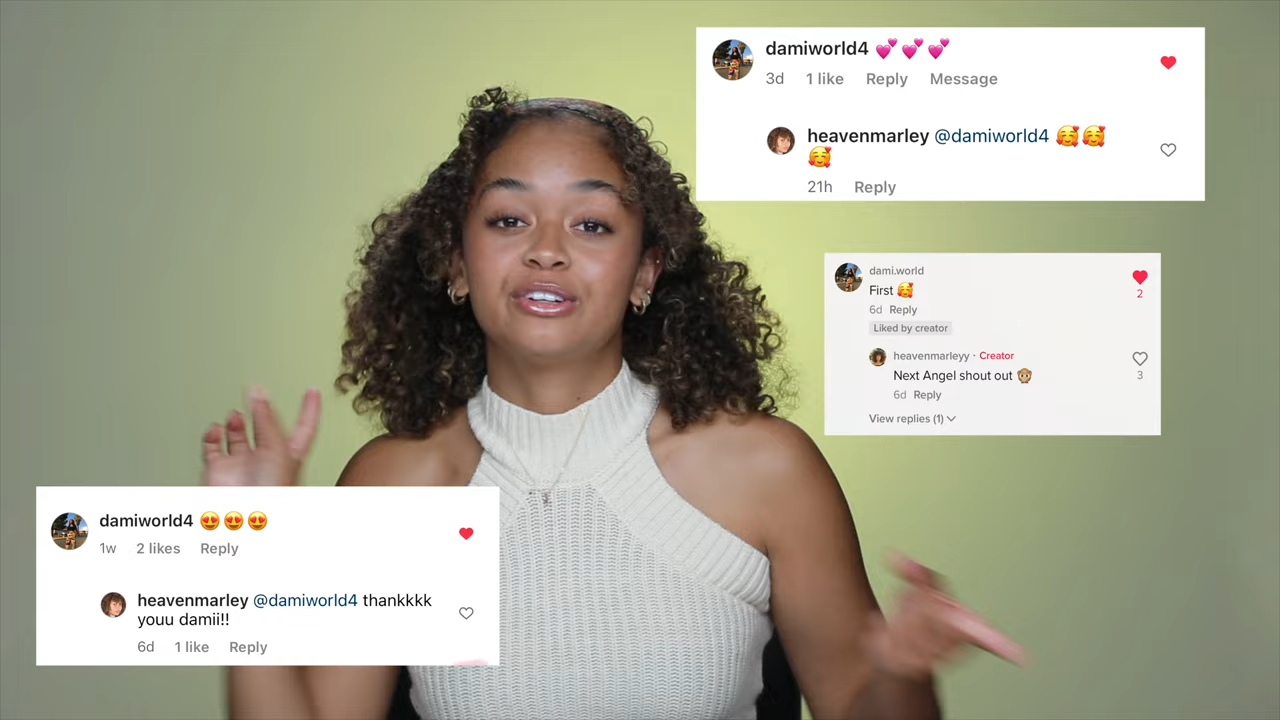 damiworld4 💕💕💕
3d 1 like Reply Message
heavenmarley @damiworld4 🥰🥰
🥰
21h Reply
dami.world
First 🥰
2
6d Reply
Liked by creator
heavenmarleyy · Creator
Next Angel shout out 🙊
3
6d Reply
View replies (1)
damiworld4 😍😍😍
1w 2 likes Reply
heavenmarley @damiworld4 thankkkk
youu damii!!
6d 1 like Reply